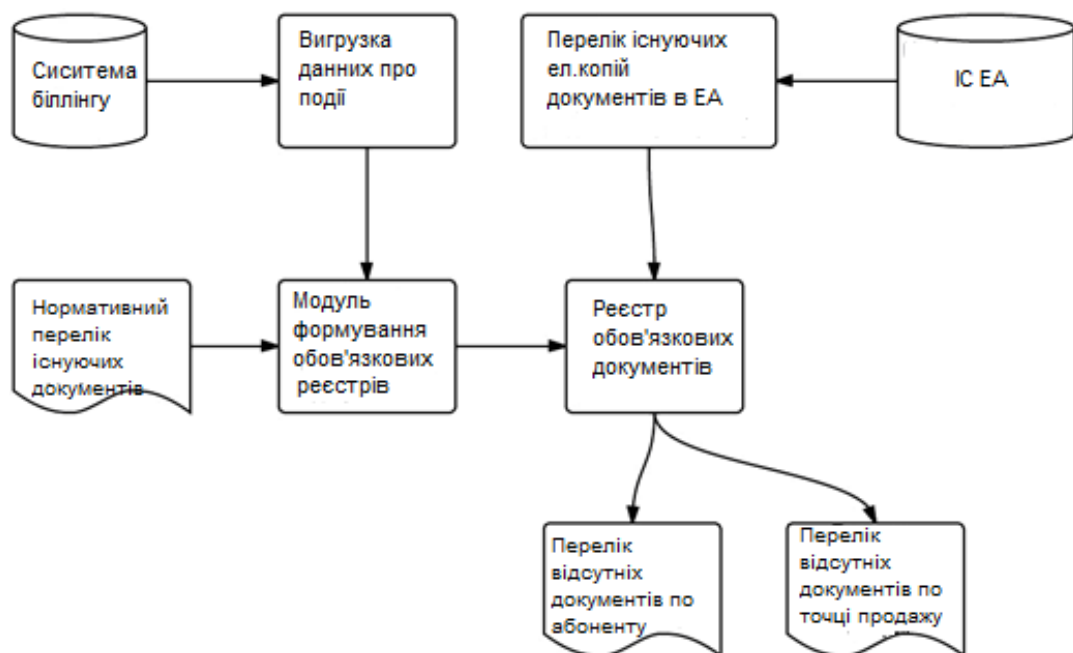 Сиситема
біллінгу
Вигрузка
данних про
події
Перелік існуючих
ел.копій
документів в ЕА
ІС ЕА
Нормативний
перелік
існуючих
документів
Модуль
формування
обов'язкових
реєстрів
Реєстр
обов'язкових
документів
Перелік
відсутніх
документів по
абоненту
Перелік
відсутніх
документів по
точці продажу